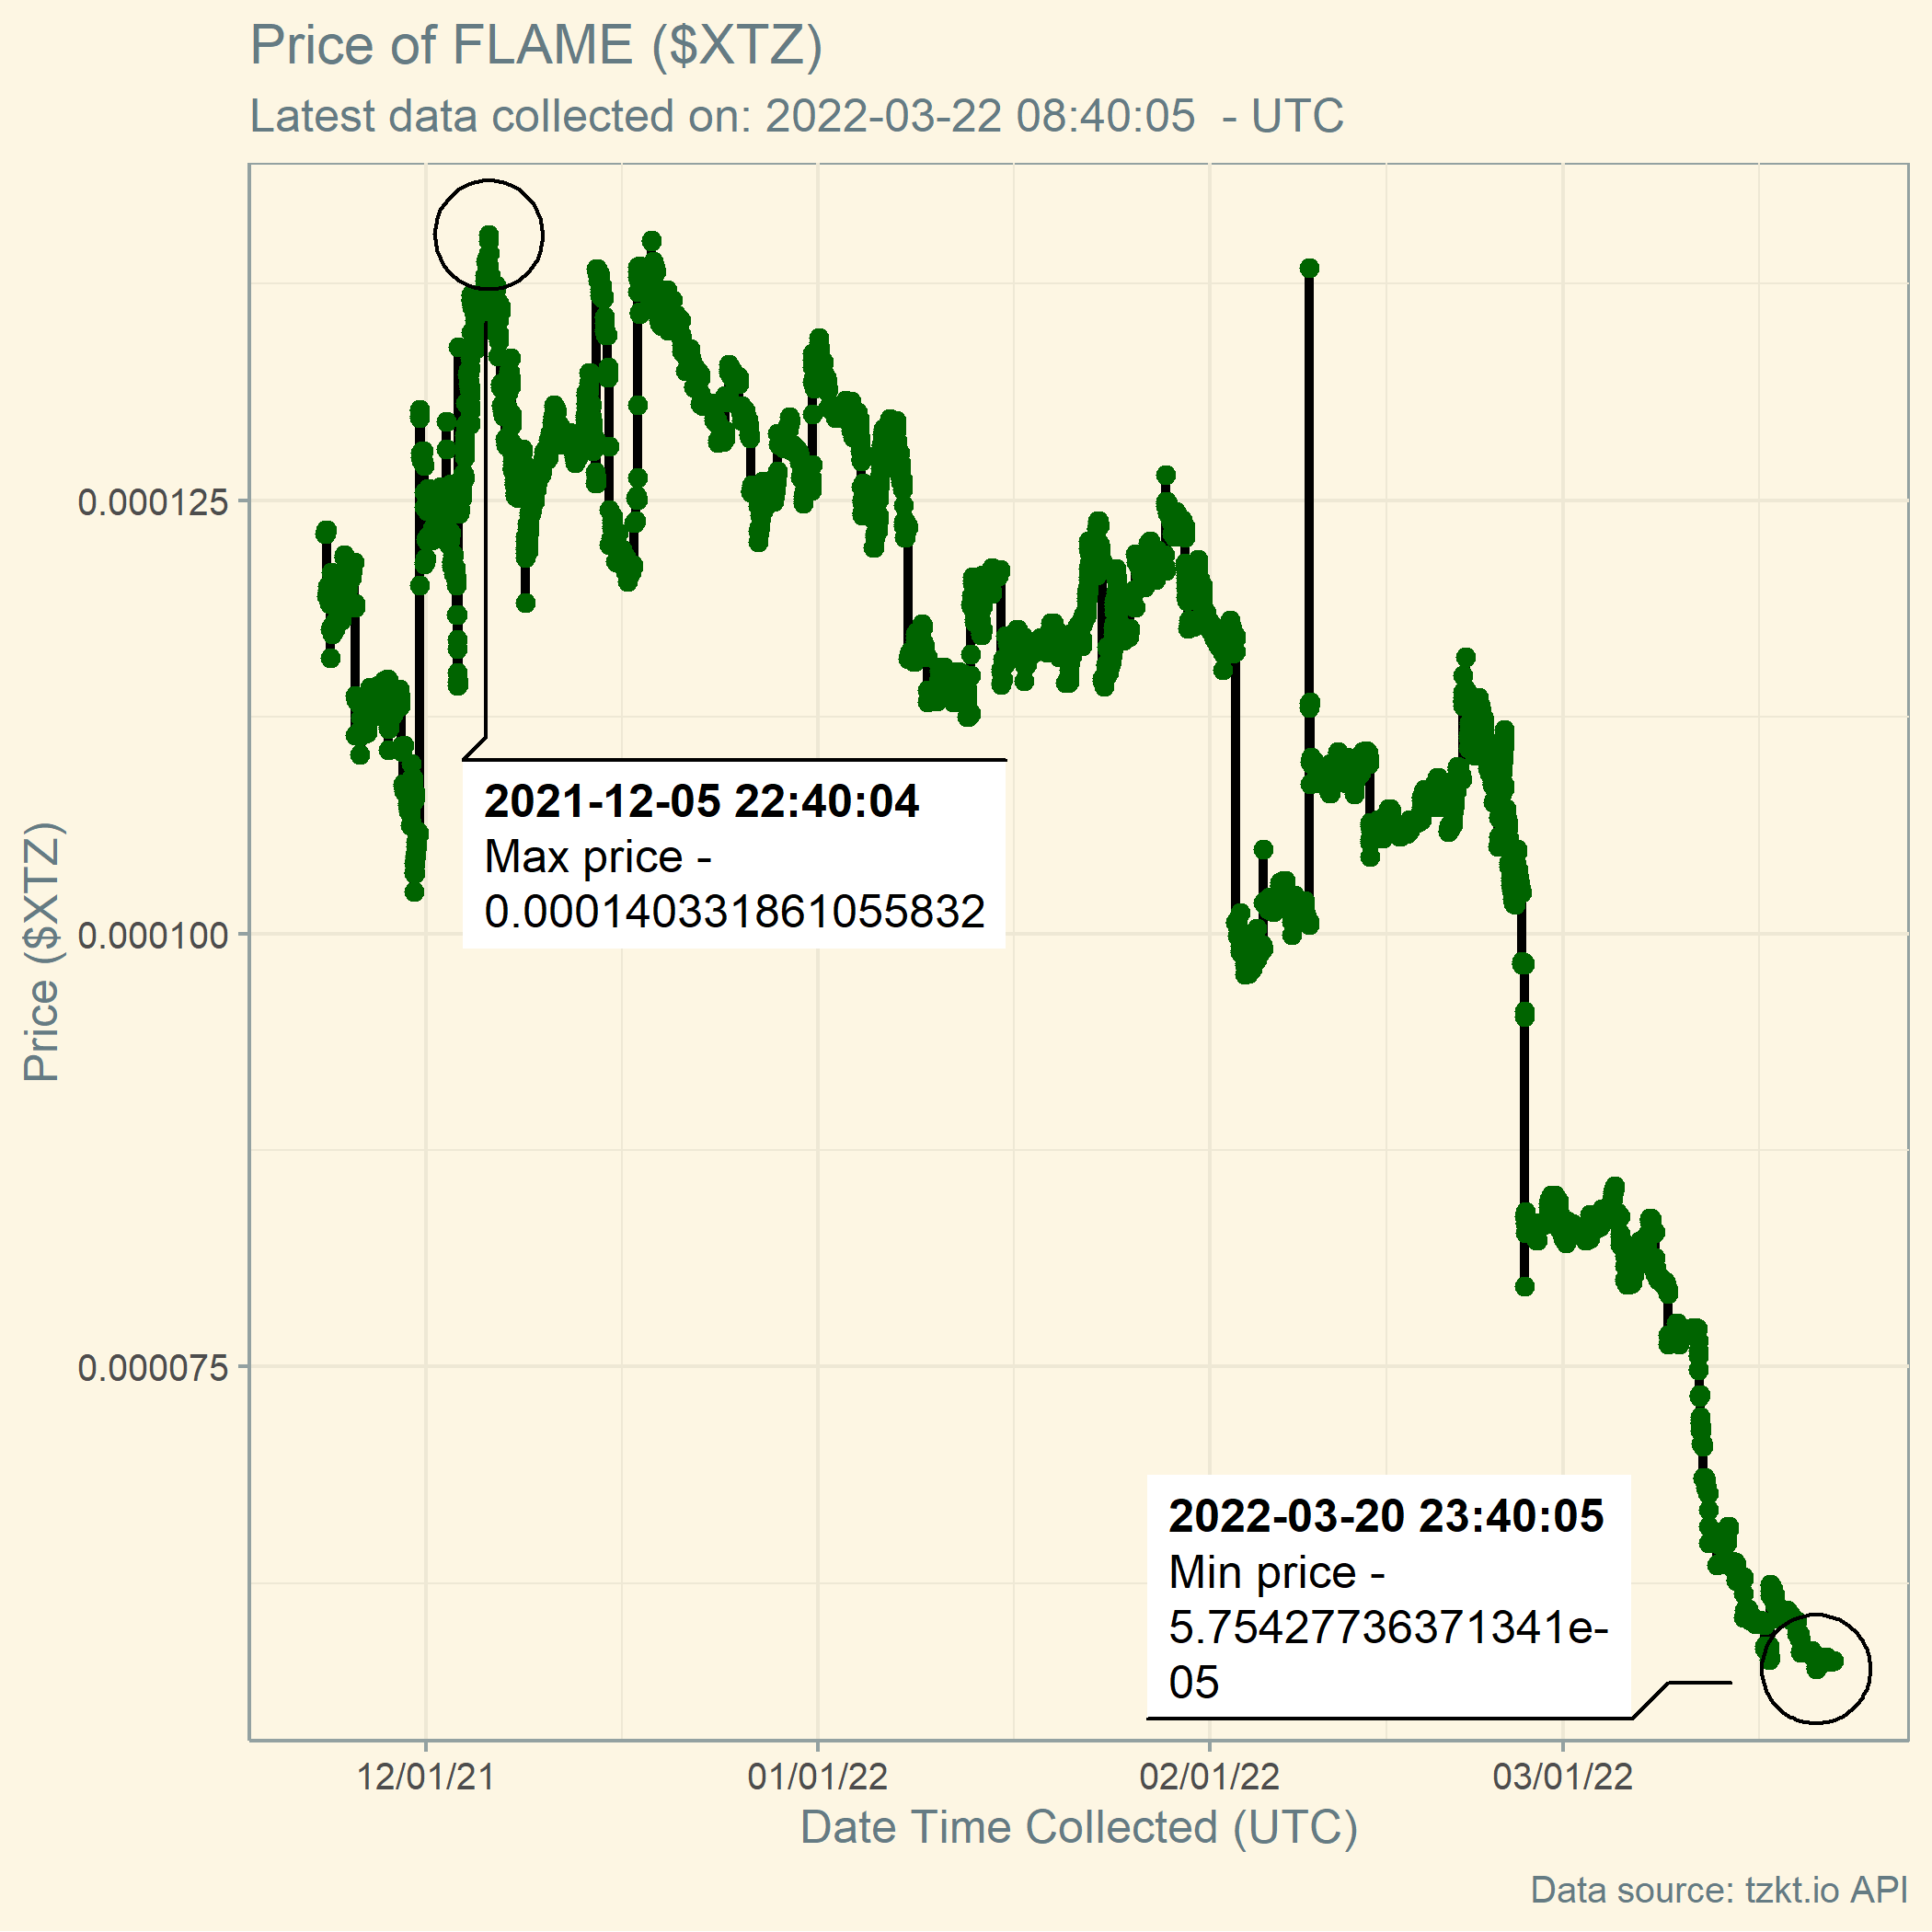 Price of FLAME ($XTZ)
Latest data collected on: 2022-03-22 08:40:05  - UTC
Price ($XTZ)
0.000125
0.000100
0.000075
2021-12-05 22:40:04
Max price -
0.000140331861055832
2022-03-20 23:40:05
Min price -
5.75427736371341e-
05
12/01/21
01/01/22
02/01/22
03/01/22
Date Time Collected (UTC)
Data source: tzkt.io API